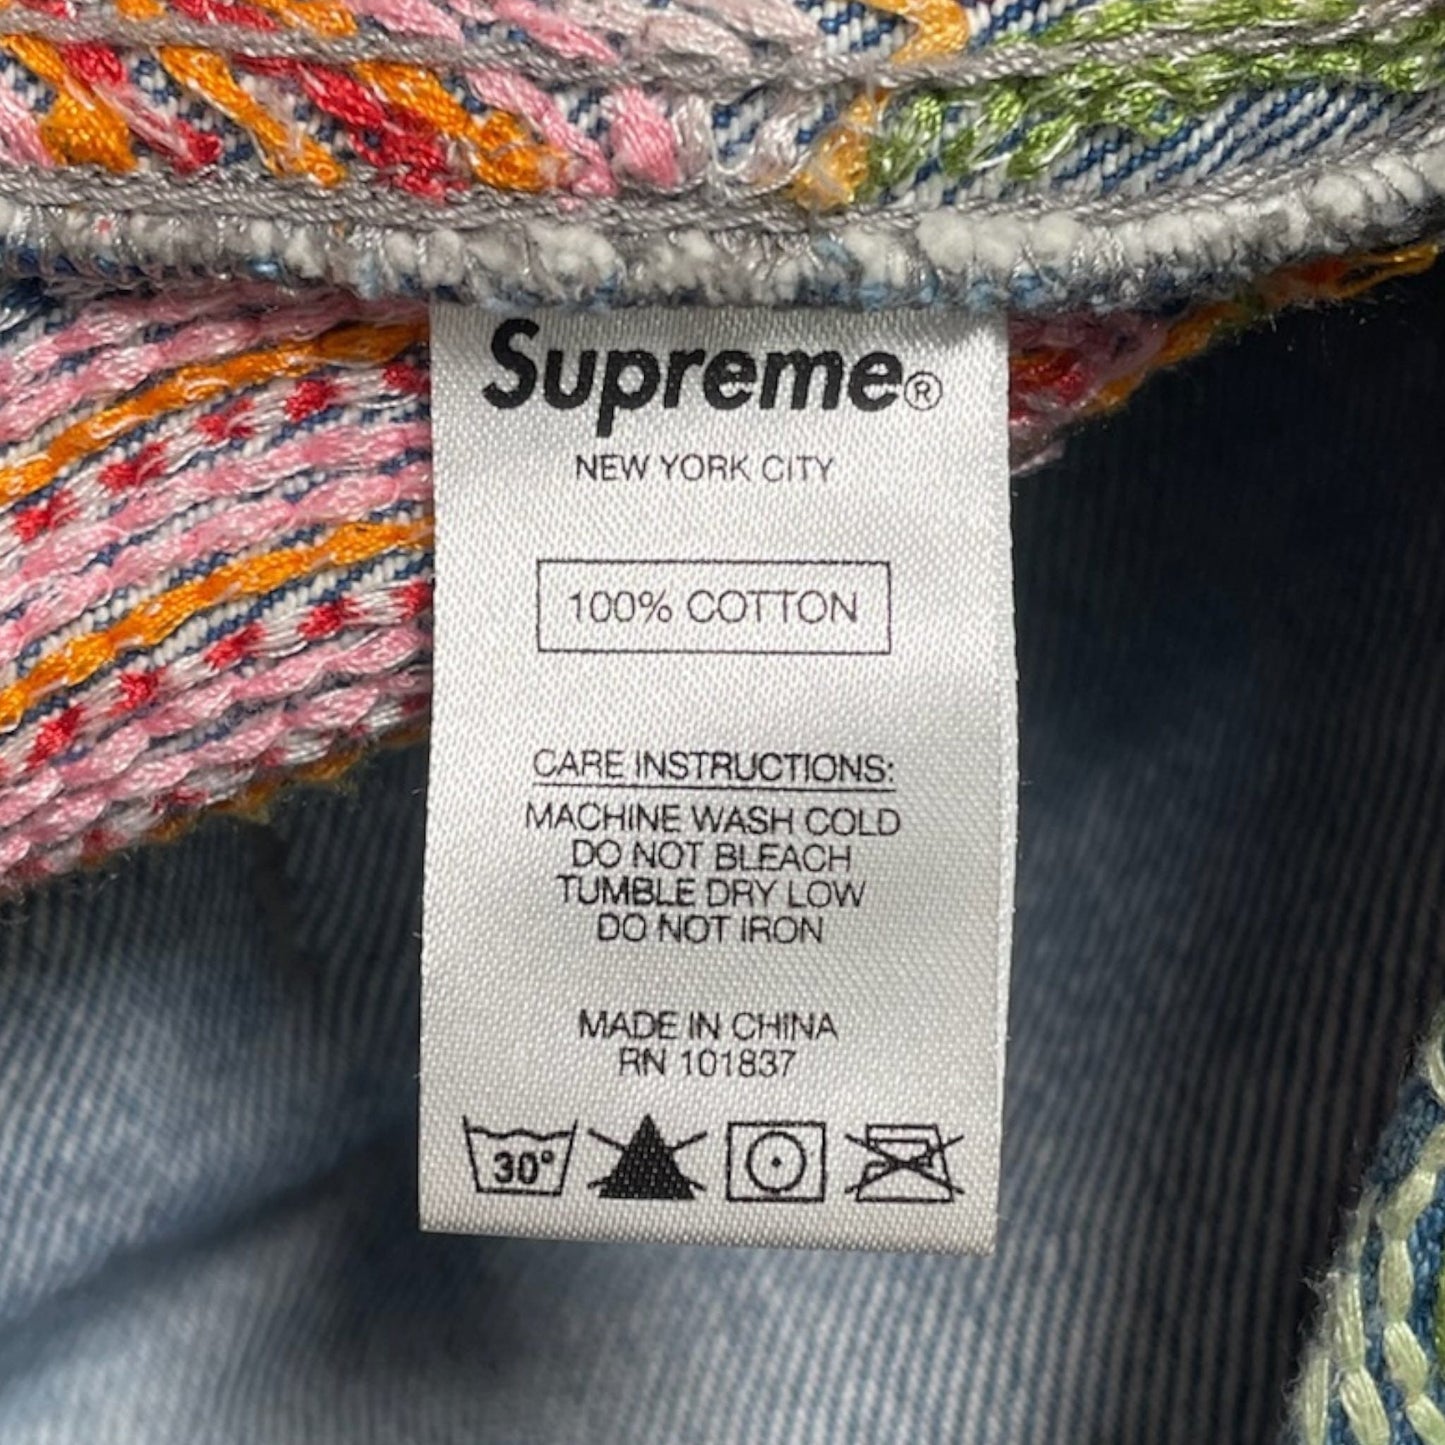 Supreme®
NEW YORK CITY
100% COTTON
CARE INSTRUCTIONS:
MACHINE WASH COLD
DO NOT BLEACH
TUMBLE DRY LOW
DO NOT IRON
MADE IN CHINA
RN 101837
30°